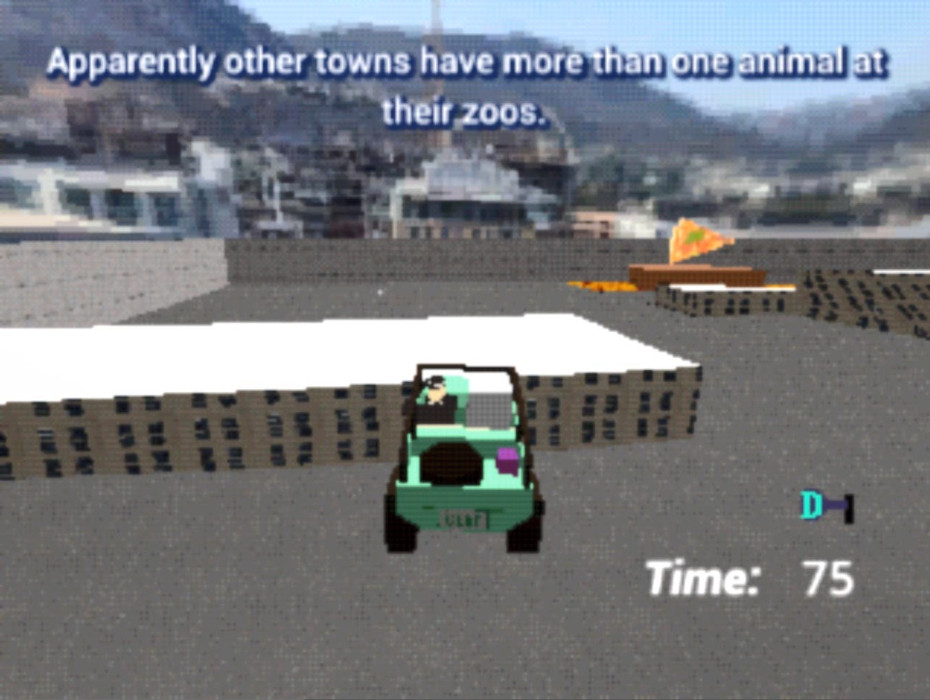 Apparently other towns have more than one animal at
their zoos.
D
Time: 75